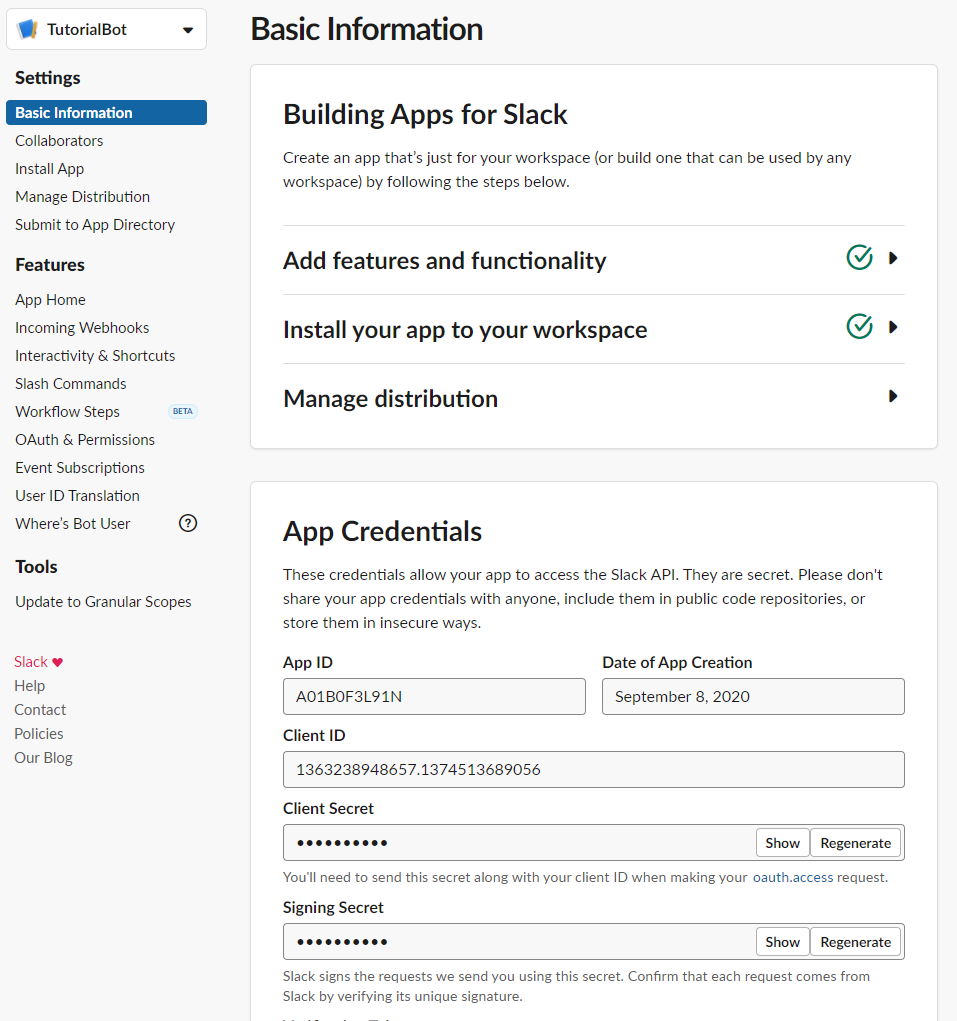 TutorialBot
Settings
Basic Information
Collaborators
Install App
Manage Distribution
Submit to App Directory
Features
App Home
Incoming Webhooks
Interactivity & Shortcuts
Slash Commands
Workflow Steps BETA
OAuth & Permissions
Event Subscriptions
User ID Translation
Where's Bot User ?
Tools
Update to Granular Scopes
Slack ♥
Help
Contact
Policies
Our Blog
Basic Information
Building Apps for Slack
Create an app that's just for your workspace (or build one that can be used by any
workspace) by following the steps below.
Add features and functionality
Install your app to your workspace
Manage distribution
App Credentials
These credentials allow your app to access the Slack API. They are secret. Please don't
share your app credentials with anyone, include them in public code repositories, or
store them in insecure ways.
App ID Date of App Creation
A01B0F3L91N September 8, 2020
Client ID
1363238948657.1374513689056
Client Secret
•••••••••• Show Regenerate
You'll need to send this secret along with your client ID when making your oauth.access request.
Signing Secret
•••••••••• Show Regenerate
Slack signs the requests we send you using this secret. Confirm that each request comes from
Slack by verifying its unique signature.